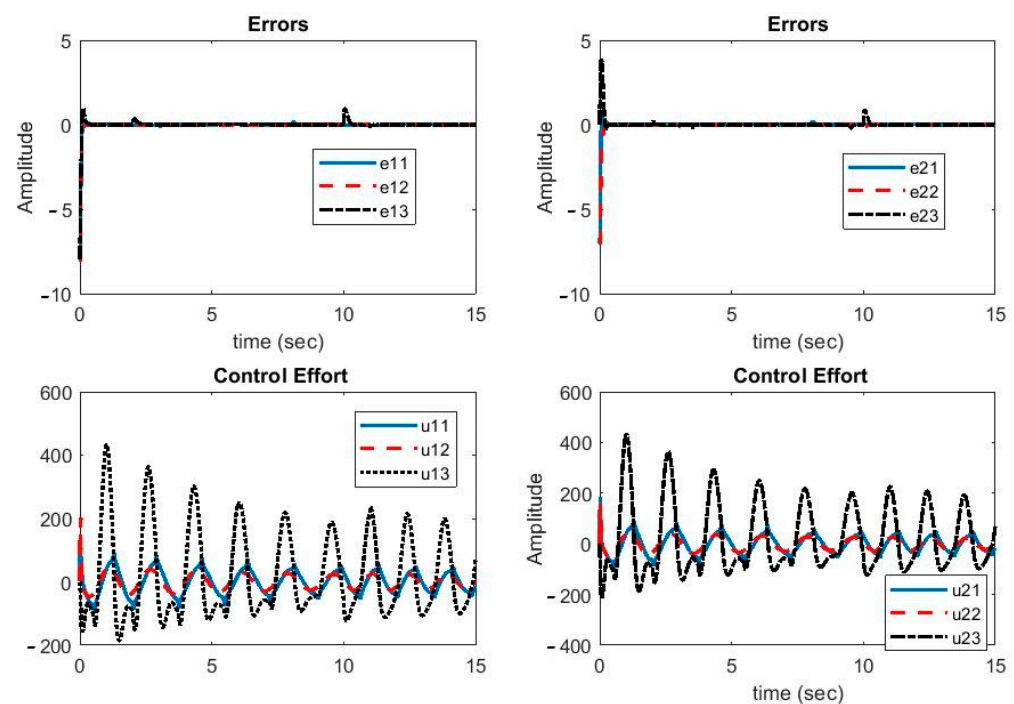 Errors
5
0
−5
−10
Amplitude
e11
e12
e13
0 5 10 15
time (sec)
Errors
5
0
−5
−10
Amplitude
e21
e22
e23
0 5 10 15
time (sec)
Control Effort
600
400
200
0
−200
u11
u12
u13
0 5 10 15
Control Effort
600
400
200
0
−200
−400
Amplitude
u21
u22
u23
0 5 10 15
time (sec)